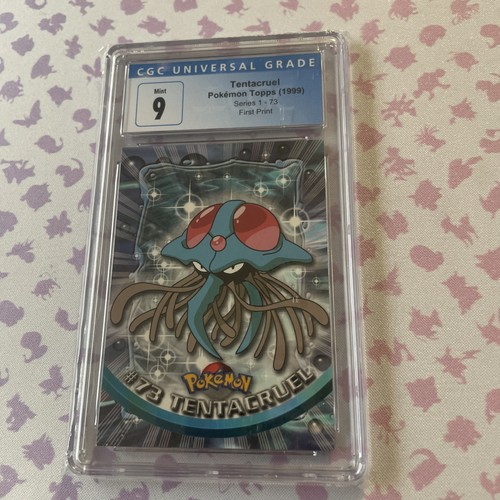 CGC UNIVERSAL GRADE
Mint
9
Tentacruel
Pokémon Topps (1999)
Series 1 - 73
First Print
POKéMON
#73 TENTACRUEL